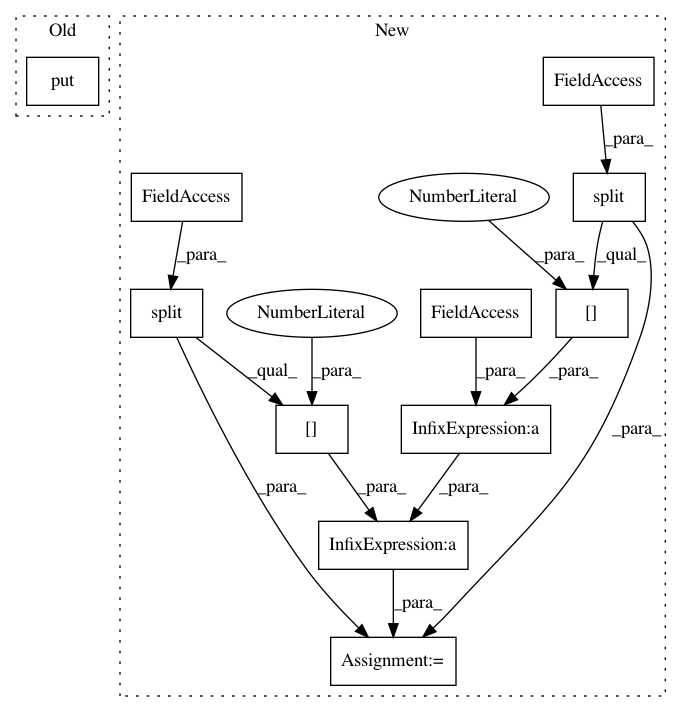 Old
New
put
FieldAccess
_para_
FieldAccess
NumberLiteral
split
_para_
_para_
_qual_
split
NumberLiteral
FieldAccess
[]
_qual_
_para_
_para_
_para_
[]
InfixExpression:a
_para_
_para_
_para_
_para_
InfixExpression:a
_para_
Assignment:=